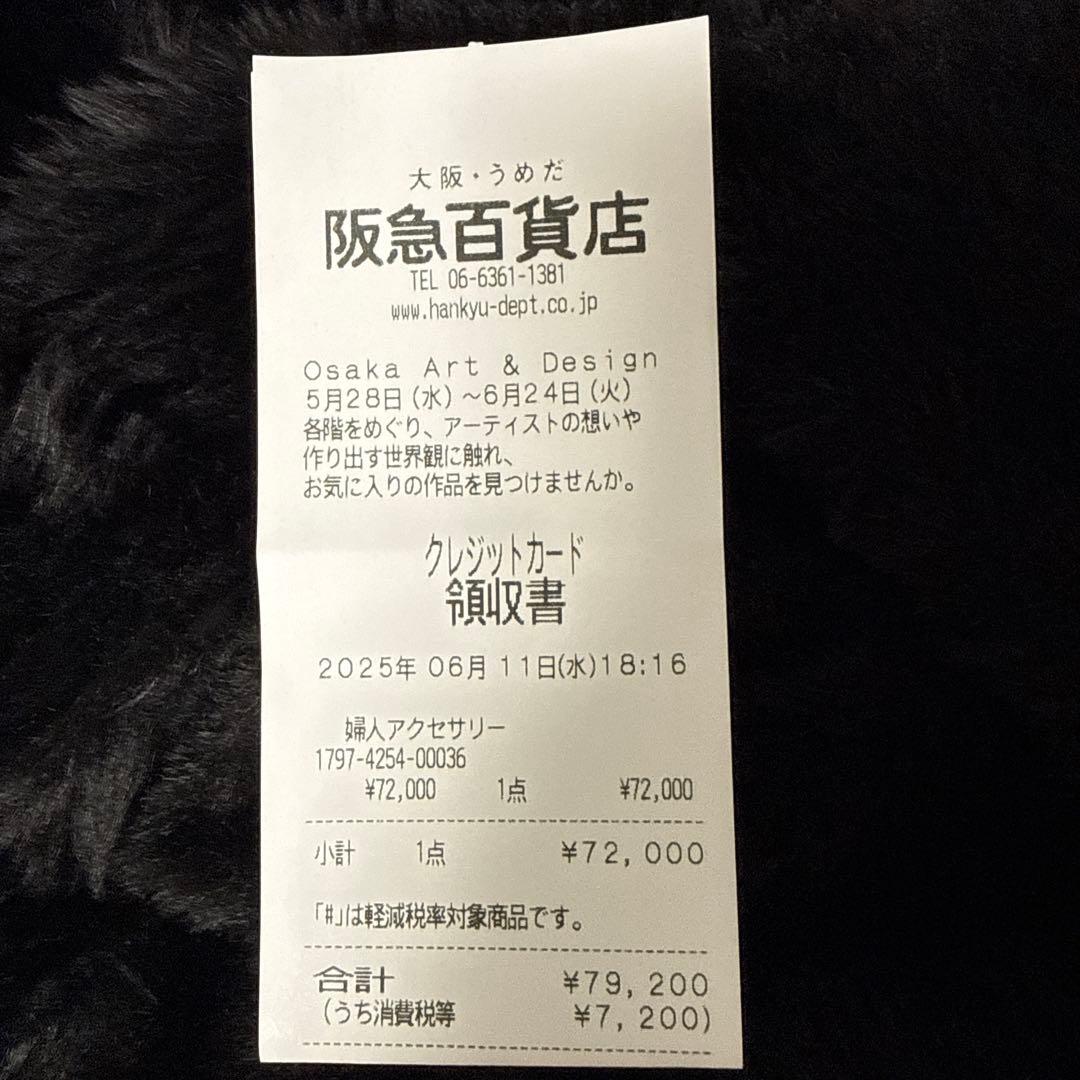 大阪・うめだ
阪急百貨店
TEL 06-6361-1381
www.hankyu-dept.co.jp
Osaka Art & Design
5月28日(水)～6月24日(火)
各階をめぐり、アーティストの想いや
作り出す世界観に触れ、
お気に入りの作品を見つけませんか。
クレジットカード
領収書
2025年 06月 11日(水)18:16
婦人アクセサリー
1797-4254-00036
¥72,000 1点 ¥72,000
小計 1点 ¥72,000
「#」は軽減税率対象商品です。
合計 ¥79,200
(うち消費税等 ¥7,200)